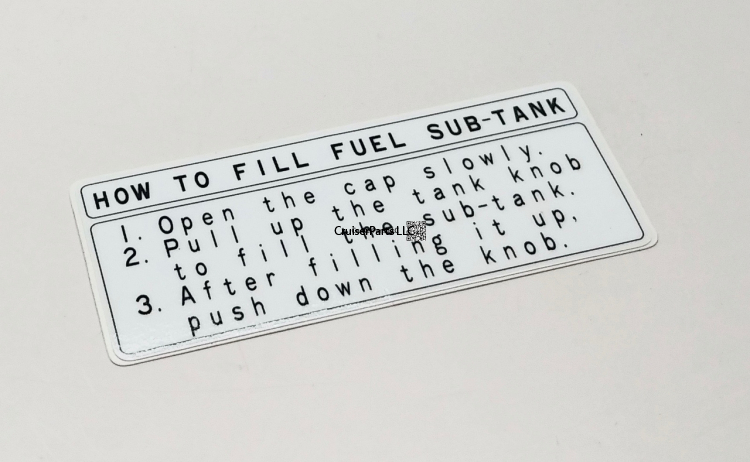 HOW TO FILL FUEL SUB-TANK
1. Open the cap slowly.
2. Pull up the tank knob
to fill the sub-tank.
3. After filling it up,
push down the knob.
CruiserParts LLC